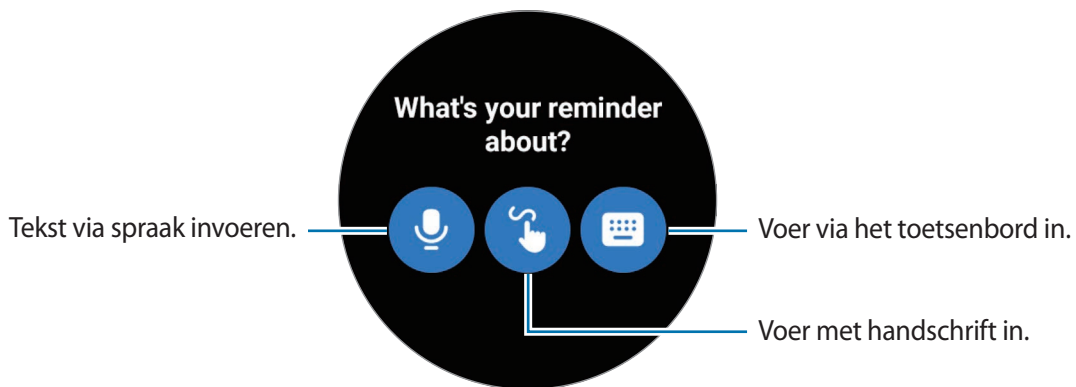 What's your reminder
about?
Tekst via spraak invoeren.
Voer via het toetsenbord in.
Voer met handschrift in.